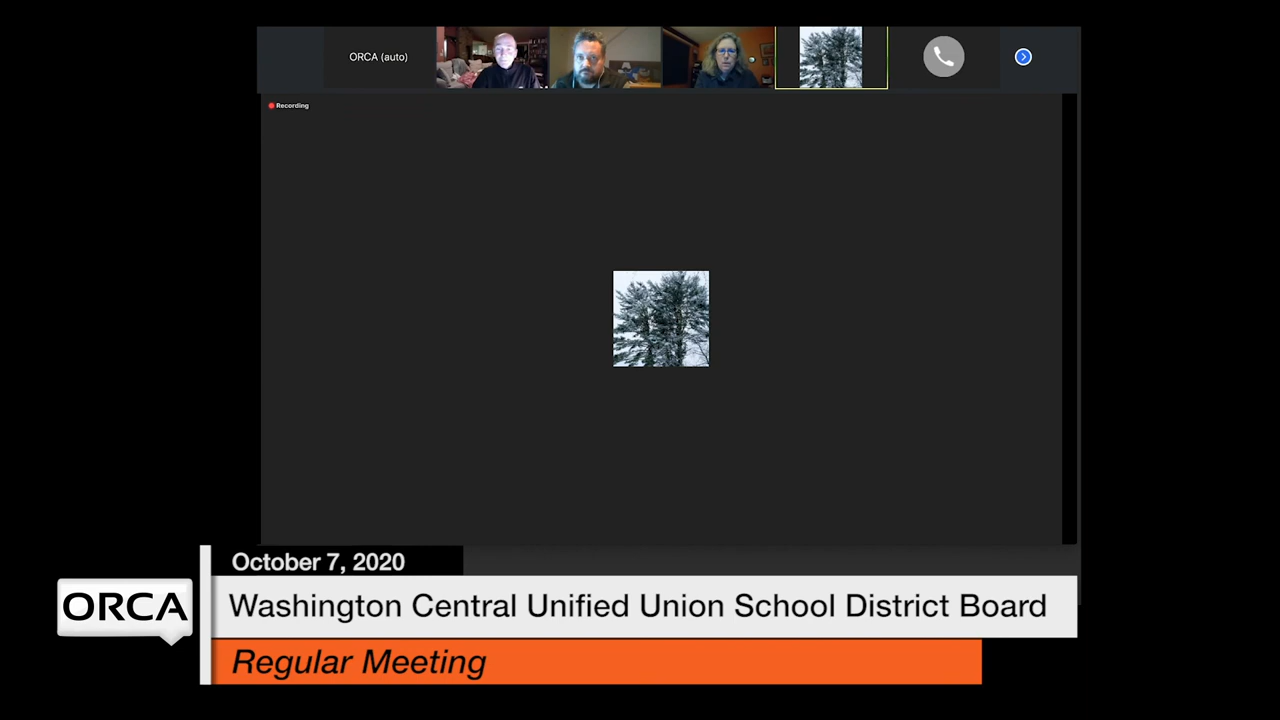 ORCA (auto)
Recording
October 7, 2020
ORCA
Washington Central Unified Union School District Board
Regular Meeting